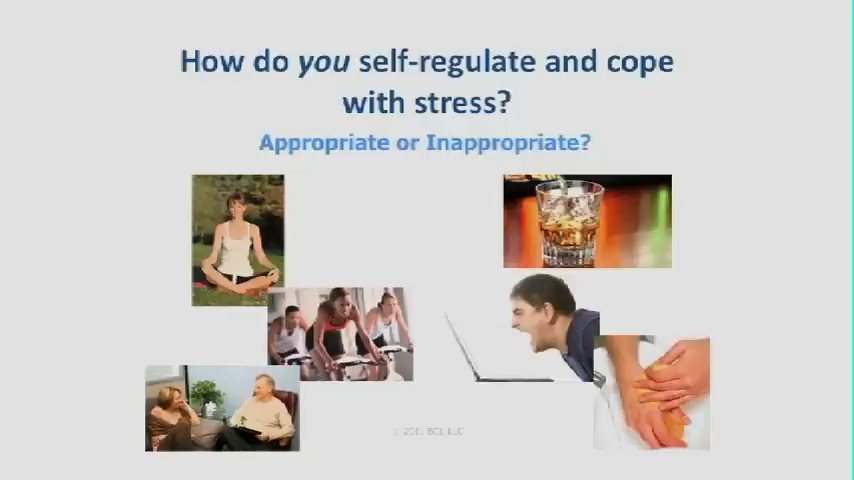 How do you self-regulate and cope
with stress?
Appropriate or Inappropriate?